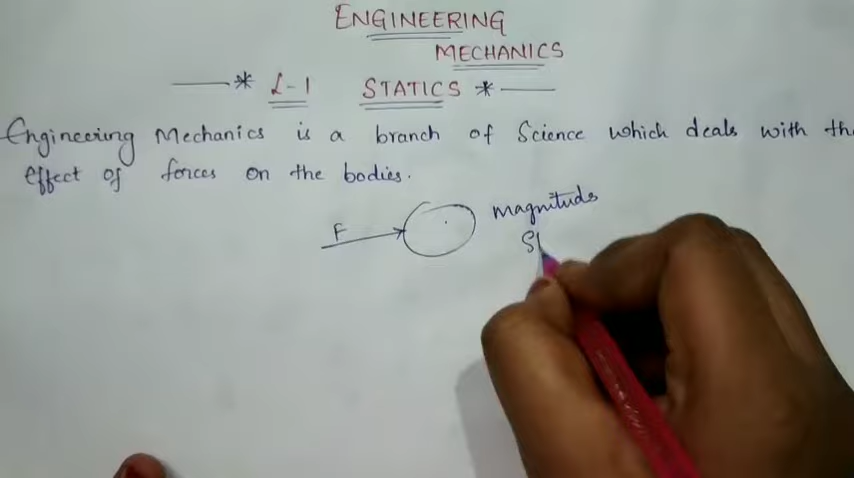 ENGINEERING
MECHANICS
* L-1 STATICS *
Engineering Mechanics is a branch of Science which deals with the
effect of forces on the bodies.
magnitude
F